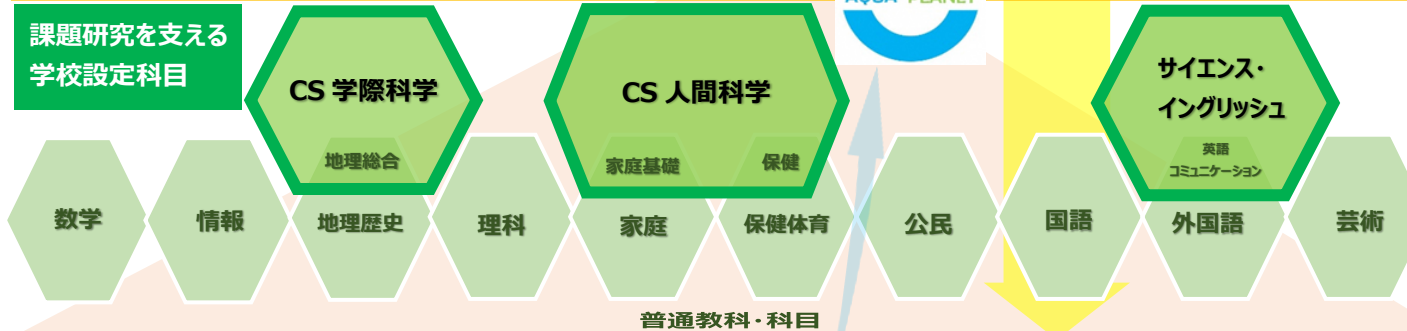 AQUA PLANET
課題研究を支える
学校設定科目
CS 学際科学
CS 人間科学
サイエンス・
イングリッシュ
地理総合
家庭基礎
保健
英語
コミュニケーション
数学
情報
地理歴史
理科
家庭
保健体育
公民
国語
外国語
芸術
普通教科・科目